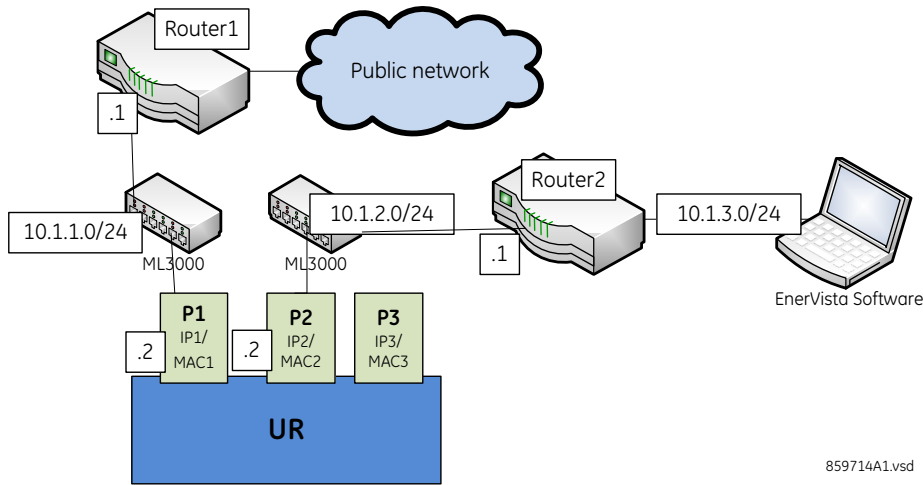 Router1
Public network
.1
10.1.1.0/24
ML3000
10.1.2.0/24
ML3000
Router2
.1
10.1.3.0/24
EnerVista Software
P1
IP1/
MAC1
.2
P2
IP2/
MAC2
.2
P3
IP3/
MAC3
UR
859714A1.vsd